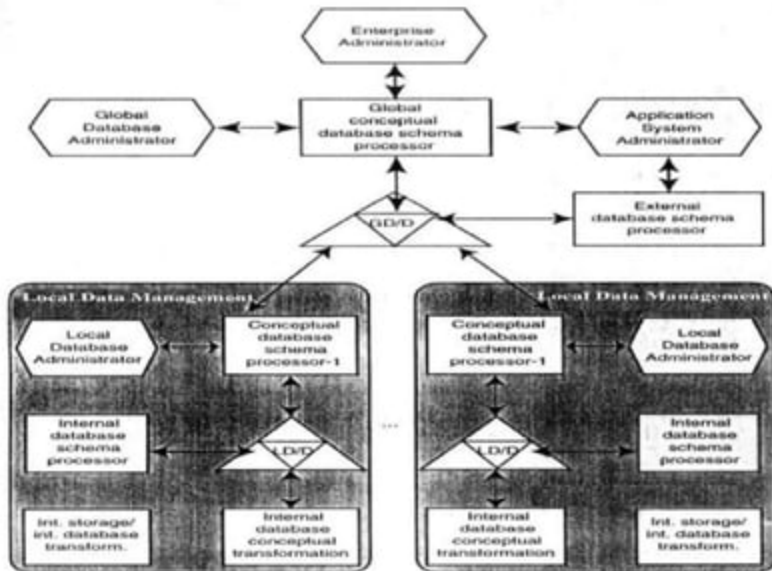 Enterprise
Administrator
Global
Database
Administrator
Global
conceptual
database schema
processor
Application
System
Administrator
GD/D
External
database schema
processor
Local Data Management
Local
Database
Administrator
Conceptual
database
schema
processor-1
Internal
database
schema
processor
LD/D
Int. storage/
int. database
transform.
Internal
database
conceptual
transformation
...
Local Data Management
Conceptual
database
schema
processor-1
Local
Database
Administrator
LD/D
Internal
database
schema
processor
Internal
database
conceptual
transformation
Int. storage/
int. database
transform.